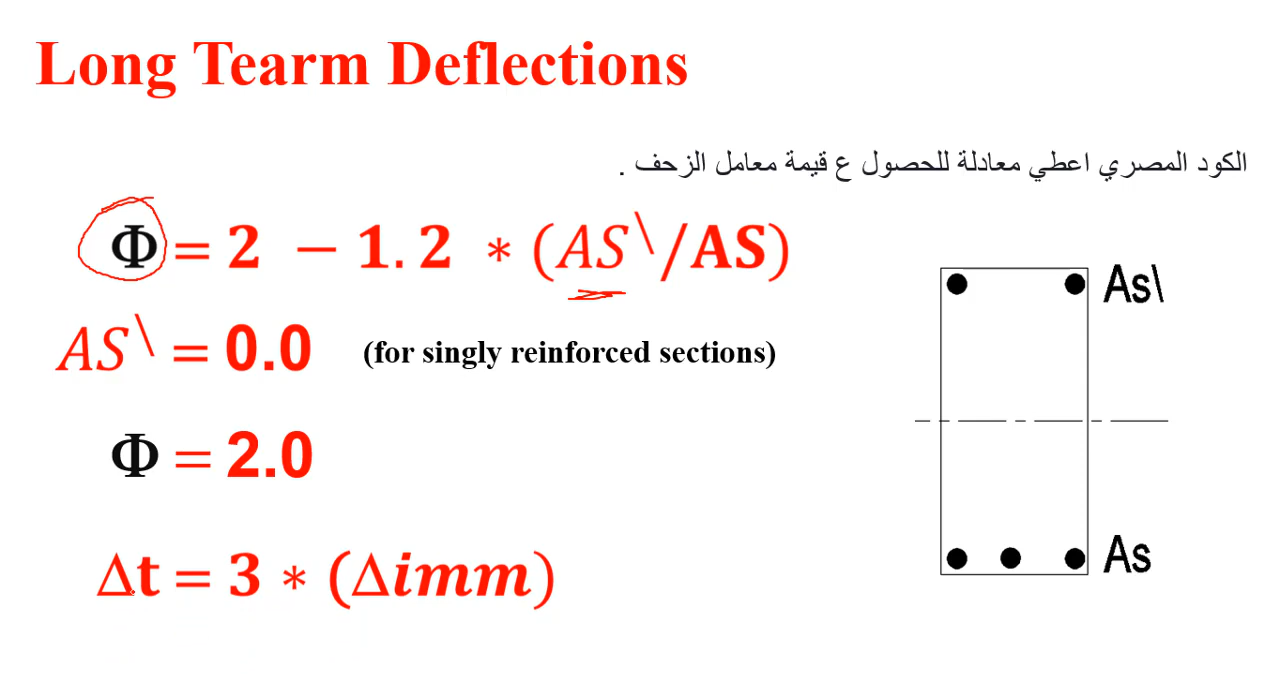 Long Tearm Deflections
الكود المصري اعطي معادلة للحصول ع قيمة معامل الزحف .
Φ = 2 − 1.2 * (AS\/AS)
As\
AS\ = 0.0 (for singly reinforced sections)
Φ = 2.0
As
Δt = 3 * (Δimm)